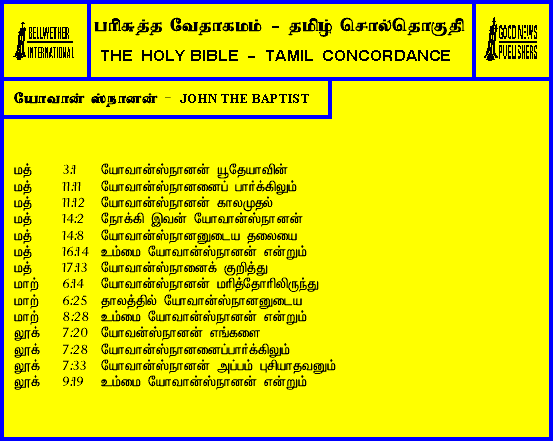 BELLWETHER
INTERNATIONAL
பரிசுத்த வேதாகமம் - தமிழ் சொல்தொகுதி
THE HOLY BIBLE - TAMIL CONCORDANCE
GOOD NEWS
PUBLISHERS
யோவான் ஸ்நானன் - JOHN THE BAPTIST
மத் 3:1 யோவான்ஸ்நானன் யூதேயாவின்
மத் 11:11 யோவான்ஸ்நானனைப் பார்க்கிலும்
மத் 11:12 யோவான்ஸ்நானன் காலமுதல்
மத் 14:2 நோக்கி இவன் யோவான்ஸ்நானன்
மத் 14:8 யோவான்ஸ்நானனுடைய தலையை
மத் 16:14 உம்மை யோவான்ஸ்நானன் என்றும்
மத் 17:13 யோவான்ஸ்நானைக் குறித்து
மாற் 6:14 யோவான்ஸ்நானன் மரித்தோரிலிருந்து
மாற் 6:25 தாலத்தில் யோவான்ஸ்நானனுடைய
மாற் 8:28 உம்மை யோவான்ஸ்நானன் என்றும்
லூக் 7:20 யோவன்ஸ்நானன் எங்களை
லூக் 7:28 யோவான்ஸ்நானனைப்பார்க்கிலும்
லூக் 7:33 யோவான்ஸ்நானன் அப்பம் புசியாதவனும்
லூக் 9:19 உம்மை யோவான்ஸ்நானன் என்றும்